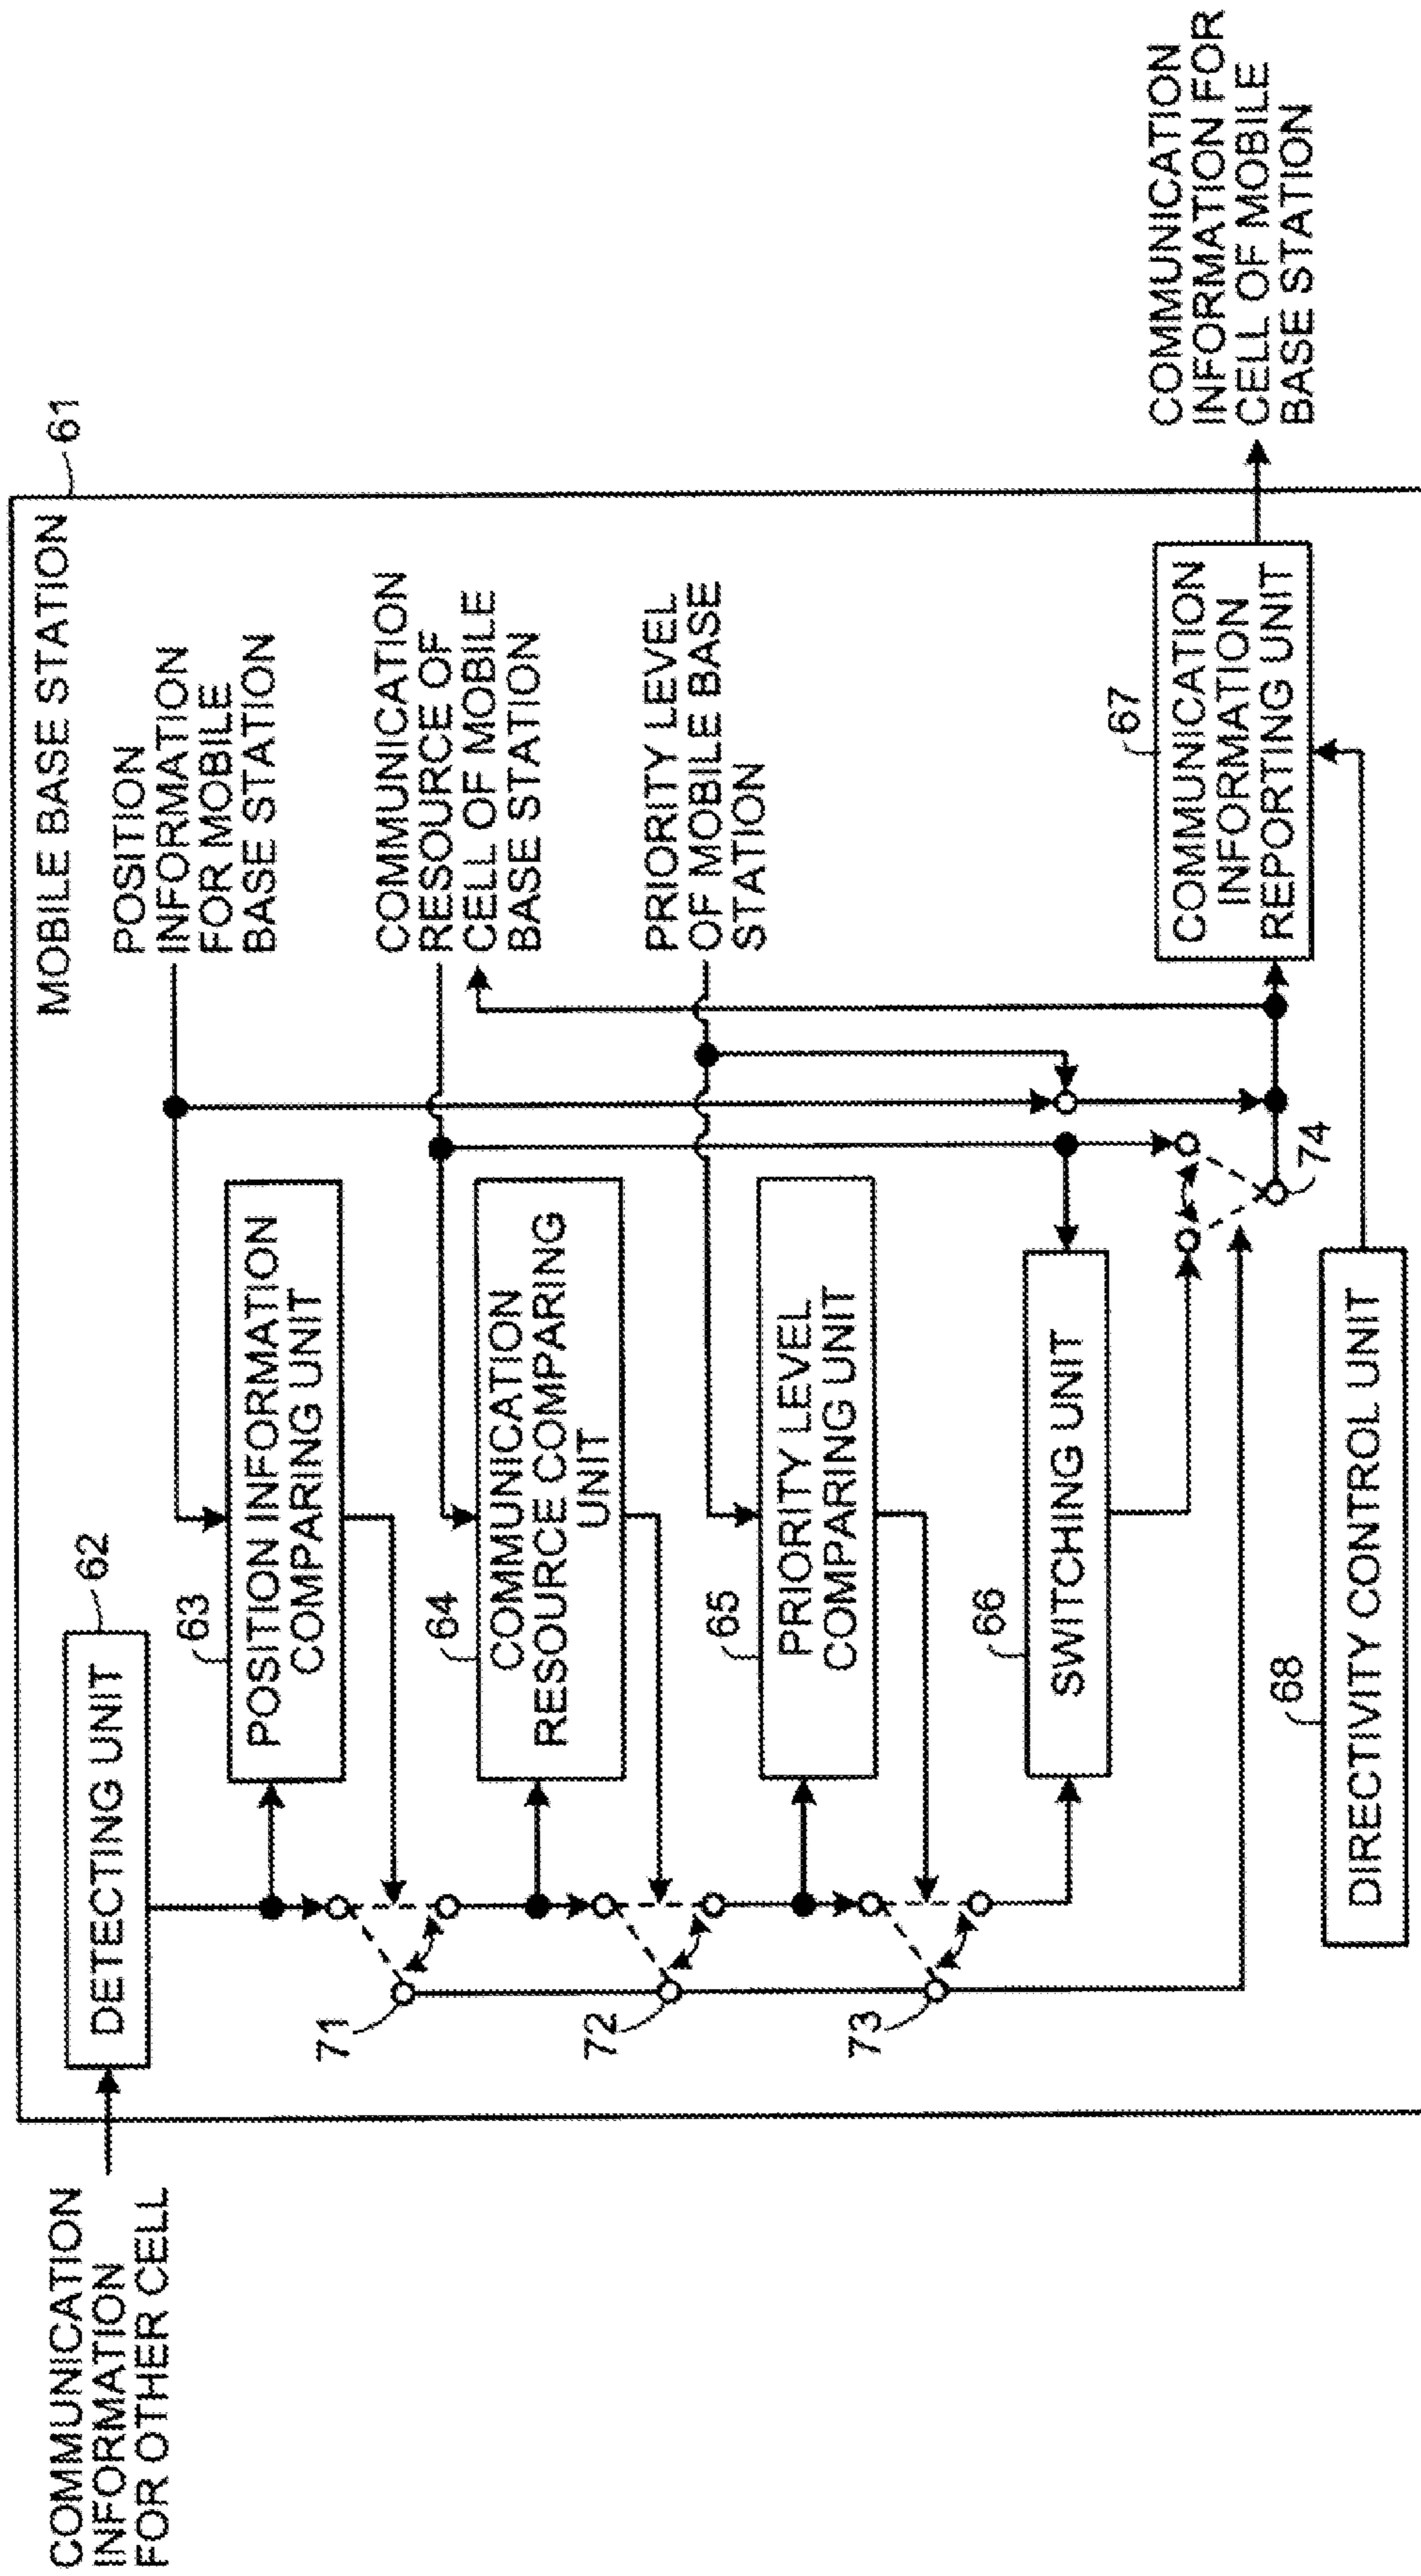 MOBILE BASE STATION
61
COMMUNICATION
INFORMATION
FOR OTHER CELL
DETECTING UNIT
62
POSITION
INFORMATION
FOR MOBILE
BASE STATION
63
POSITION INFORMATION
COMPARING UNIT
71
COMMUNICATION
RESOURCE OF
CELL OF MOBILE
BASE STATION
64
COMMUNICATION
RESOURCE COMPARING
UNIT
72
PRIORITY LEVEL
OF MOBILE BASE
STATION
65
PRIORITY LEVEL
COMPARING UNIT
73
66
SWITCHING UNIT
74
67
COMMUNICATION
INFORMATION
REPORTING UNIT
COMMUNICATION
INFORMATION FOR
CELL OF MOBILE
BASE STATION
68
DIRECTIVITY CONTROL UNIT